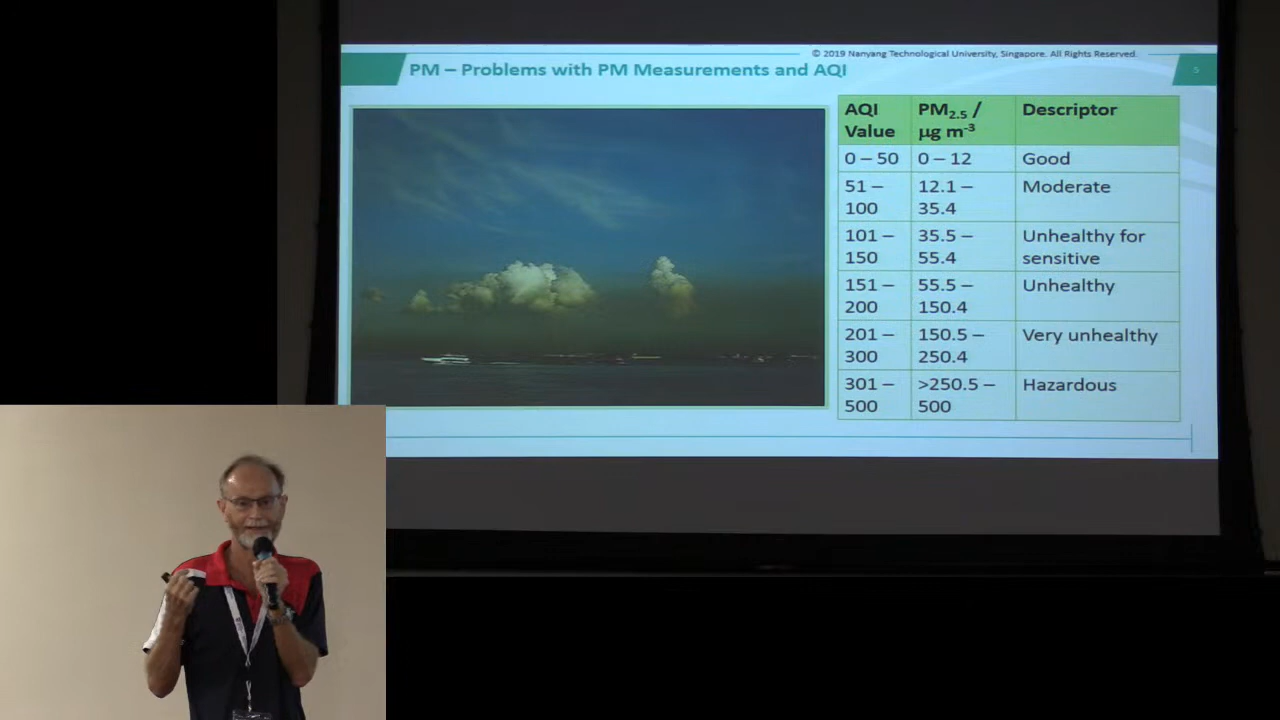 © 2019 Nanyang Technological University, Singapore. All Rights Reserved.
PM – Problems with PM Measurements and AQI
5
AQI Value
PM2.5 / µg m-3
Descriptor
0 – 50
0 – 12
Good
51 – 100
12.1 – 35.4
Moderate
101 – 150
35.5 – 55.4
Unhealthy for sensitive
151 – 200
55.5 – 150.4
Unhealthy
201 – 300
150.5 – 250.4
Very unhealthy
301 – 500
>250.5 – 500
Hazardous